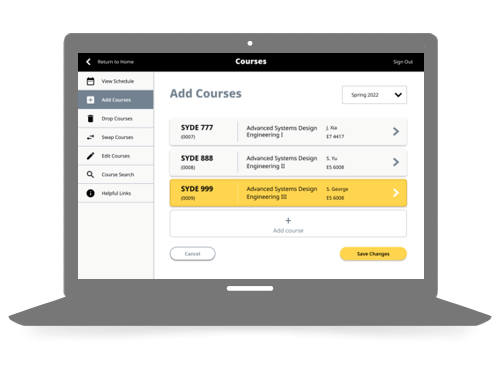 Return to Home
Courses
Sign Out
View Schedule
Add Courses
Drop Courses
Swap Courses
Edit Courses
Course Search
Helpful Links
Add Courses
Spring 2022
SYDE 777
(0007)
Advanced Systems Design
Engineering I
J. Xia
E7 4417
SYDE 888
(0008)
Advanced Systems Design
Engineering II
S. Yu
E5 6008
SYDE 999
(0009)
Advanced Systems Design
Engineering III
S. George
E5 6008
+
Add course
Cancel
Save Changes